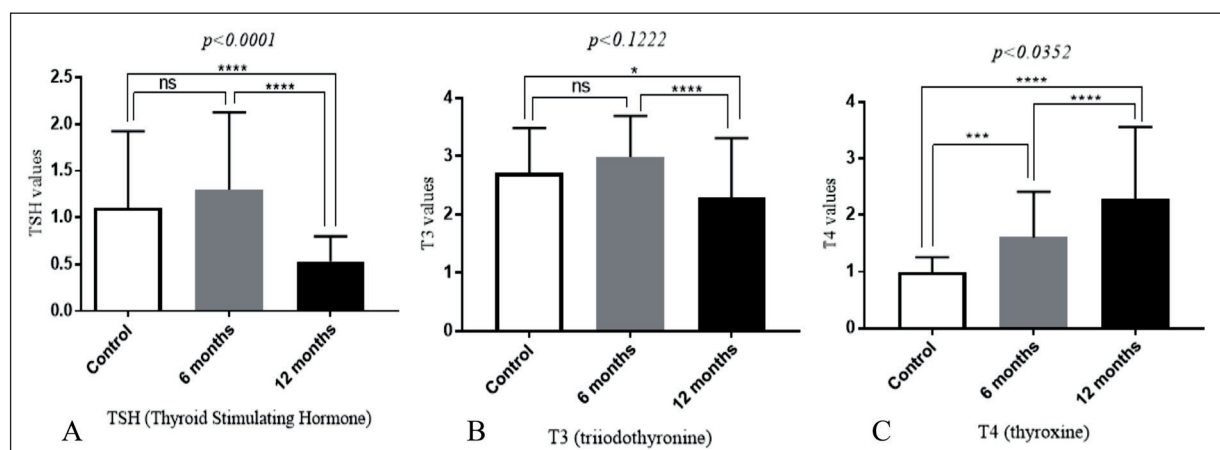 p<0.0001
****
ns
****
2.5
2.0
1.5
1.0
0.5
0.0
TSH values
Control
6 months
12 months
A
TSH (Thyroid Stimulating Hormone)
p<0.1222
*
ns
****
4
3
2
1
0
T3 values
Control
6 months
12 months
B
T3 (triiodothyronine)
p<0.0352
****
****
***
4
3
2
1
0
T4 values
Control
6 months
12 months
C
T4 (thyroxine)